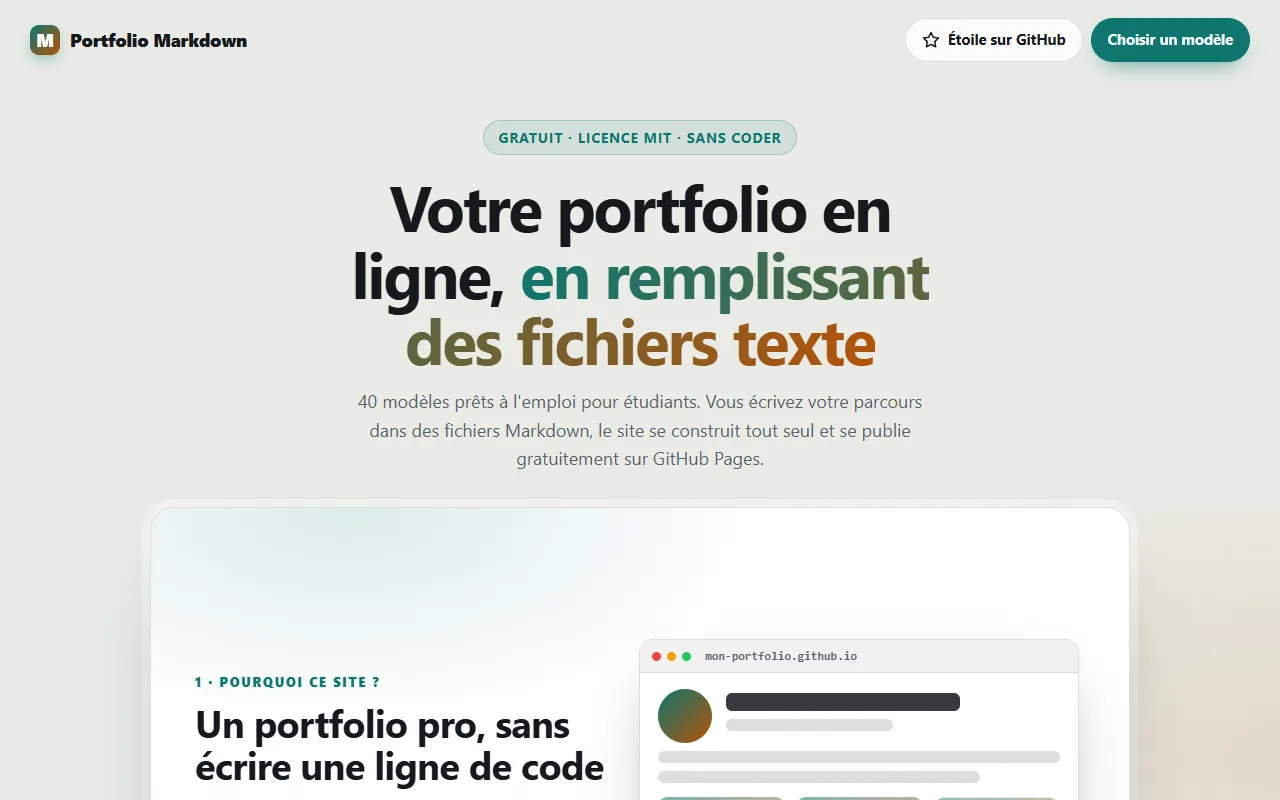 M Portfolio Markdown
Étoile sur GitHub
Choisir un modèle
GRATUIT · LICENCE MIT · SANS CODER
Votre portfolio en
ligne, en remplissant
des fichiers texte
40 modèles prêts à l'emploi pour étudiants. Vous écrivez votre parcours
dans des fichiers Markdown, le site se construit tout seul et se publie
gratuitement sur GitHub Pages.
1 · POURQUOI CE SITE ?
Un portfolio pro, sans
écrire une ligne de code
mon-portfolio.github.io